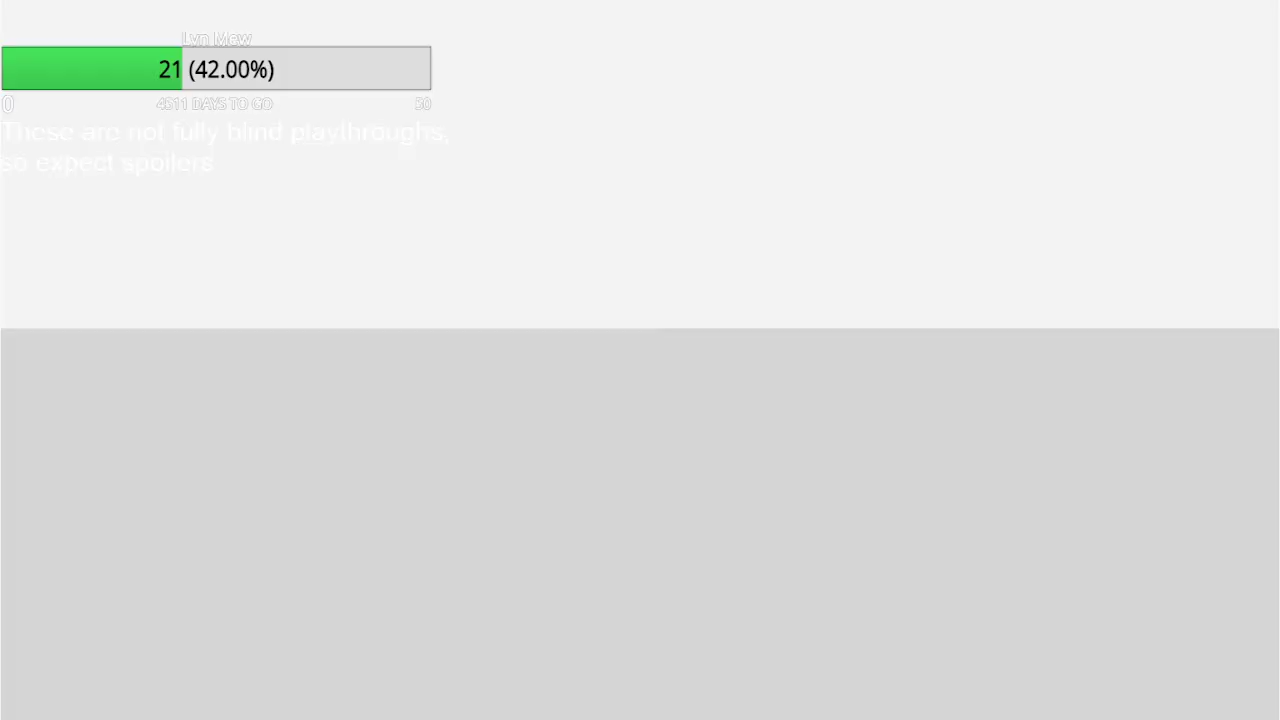 Lyn Mew
21 (42.00%)
0
4611 DAYS TO GO
50
These are not fully blind playthroughs,
so expect spoilers